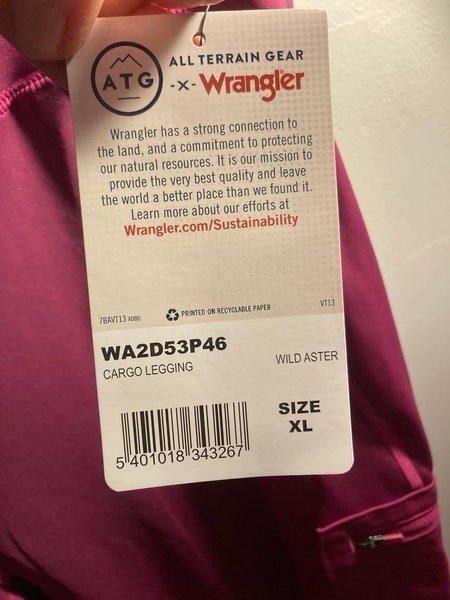 ATG
ALL TERRAIN GEAR
-X- Wrangler
Wrangler has a strong connection to
the land, and a commitment to protecting
our natural resources. It is our mission to
provide the very best quality and leave
the world a better place than we found it.
Learn more about our efforts at
Wrangler.com/Sustainability
7BAVT13 ADBD
PRINTED ON RECYCLABLE PAPER
VT13
WA2D53P46
CARGO LEGGING
WILD ASTER
SIZE
XL
5 401018 343267